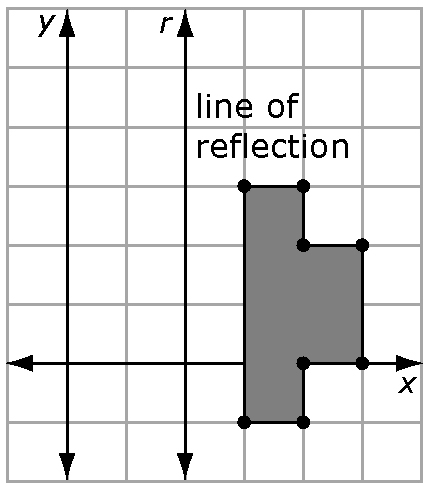 y
r
line of
reflection
x